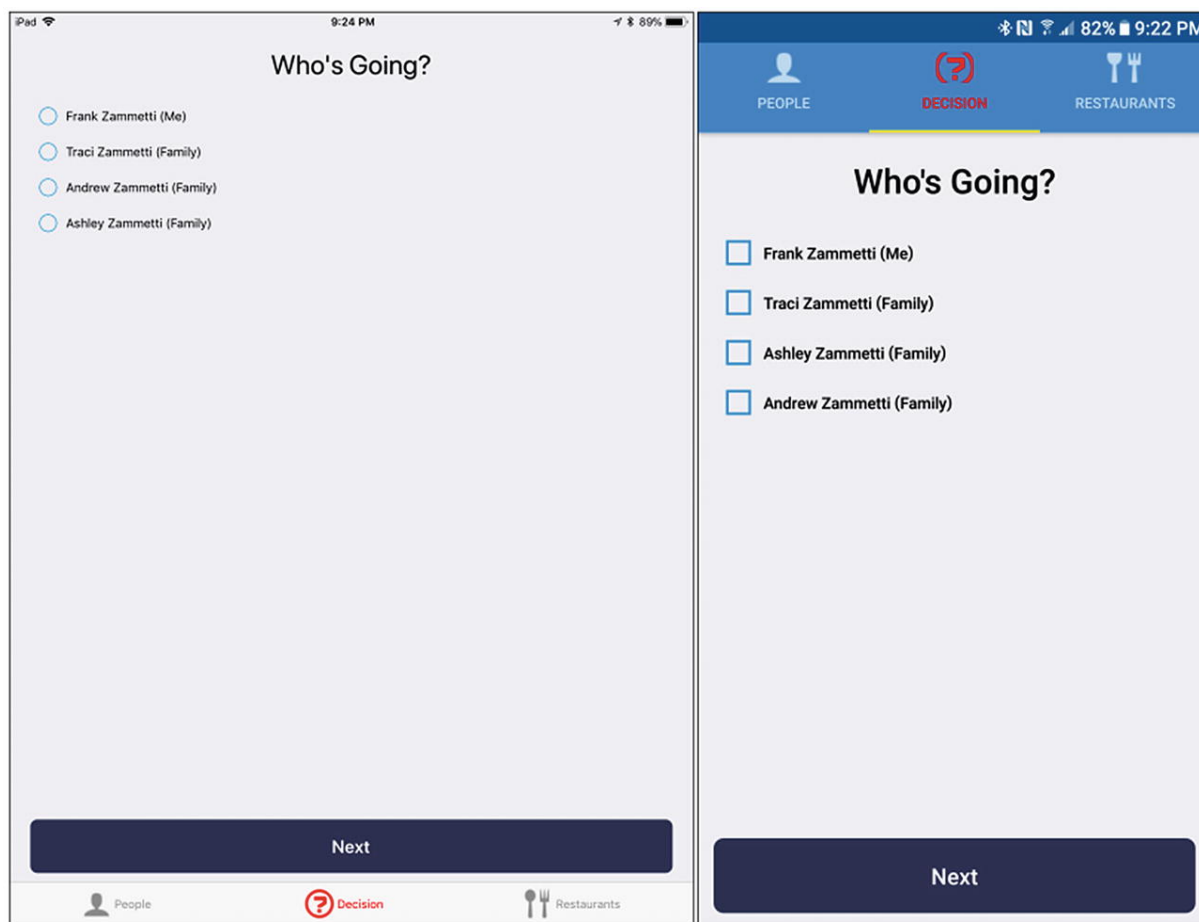 iPad 9:24 PM 89%
Who's Going?
Frank Zammetti (Me)
Traci Zammetti (Family)
Andrew Zammetti (Family)
Ashley Zammetti (Family)
Next
People Decision Restaurants
82% 9:22 PM
PEOPLE DECISION RESTAURANTS
Who's Going?
Frank Zammetti (Me)
Traci Zammetti (Family)
Ashley Zammetti (Family)
Andrew Zammetti (Family)
Next